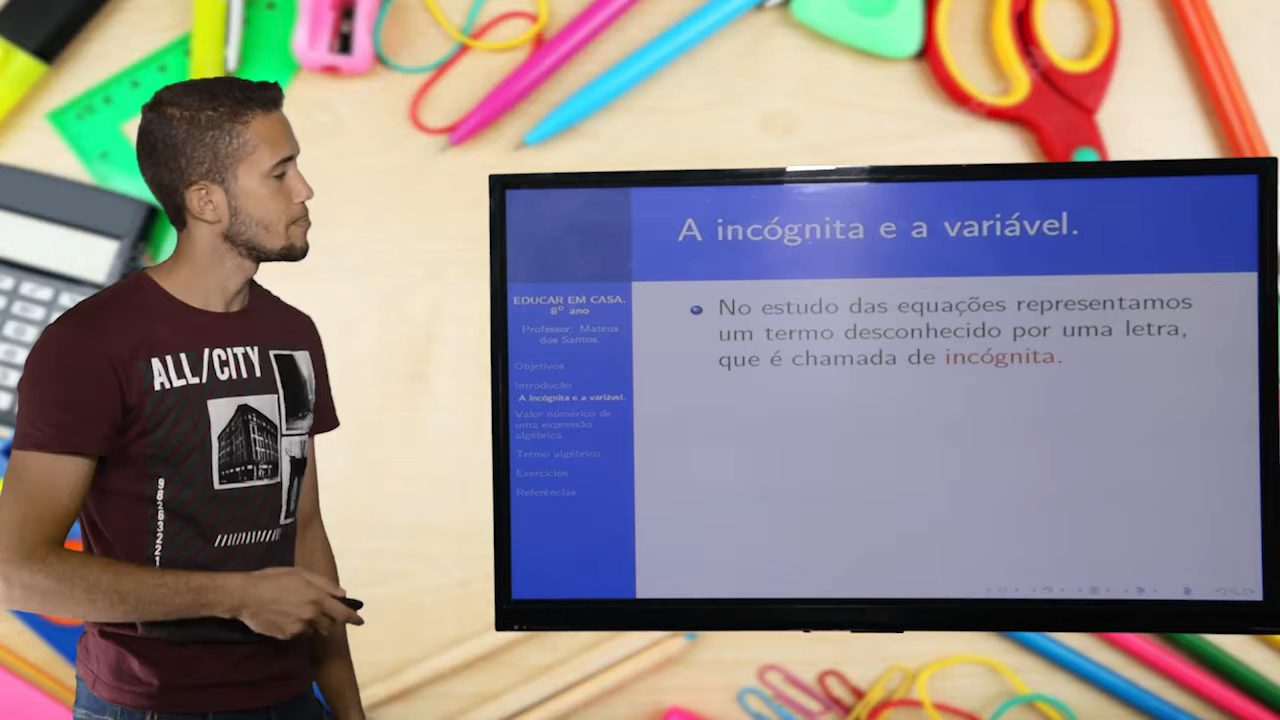 A incógnita e a variável.
EDUCAR EM CASA.
8º ano
Professor: Mateus
dos Santos.
Objetivos
Introdução
A incógnita e a variável.
Valor numérico de
uma expressão
algébrica.
Termo algébrico
Exercícios
Referências
No estudo das equações representamos
um termo desconhecido por uma letra,
que é chamada de incógnita.
ALL/CITY